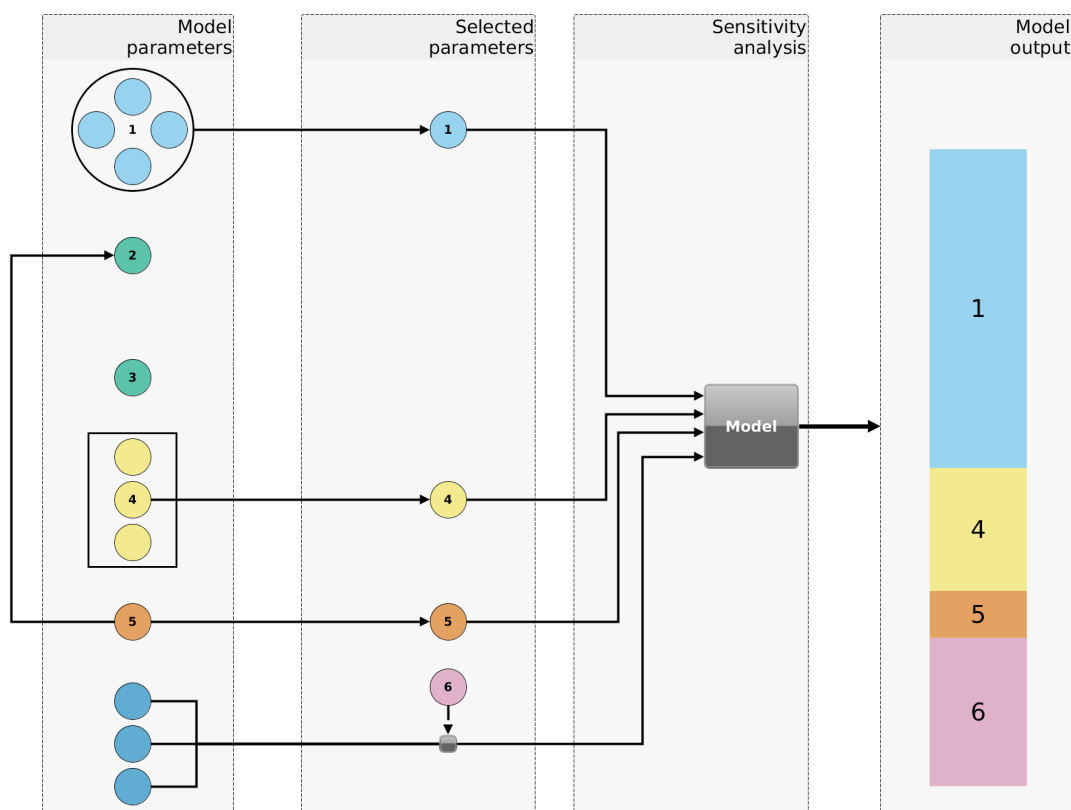 Model
parameters
Selected
parameters
Sensitivity
analysis
Model
output
1
1
2
3
4
4
5
5
6
Model
1
4
5
6